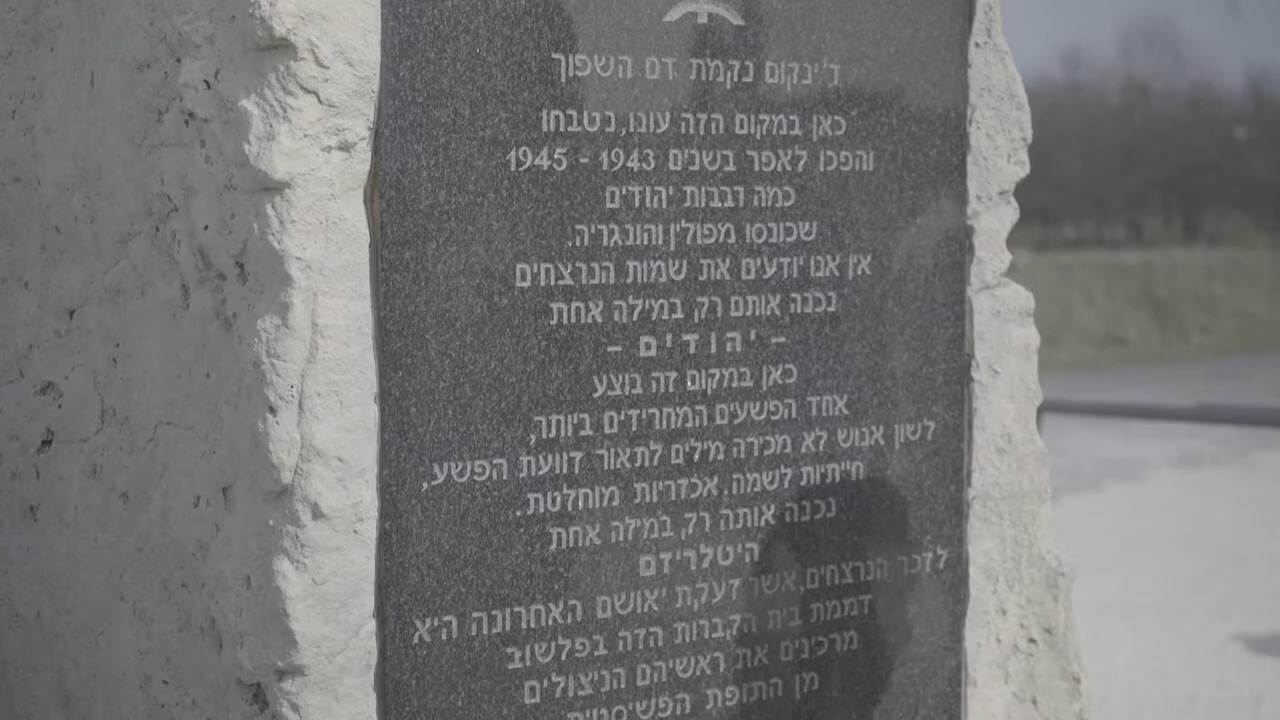 ד׳ ינקום נקמת דם השפוך
כאן במקום הזה עונו, נטבחו
והפכו לאפר בשנים 1943 - 1945
כמה רבבות יהודים
שכונסו מפולין והונגריה.
אין אנו יודעים את שמות הנרצחים
נכנה אותם רק במילה אחת
- יהודים -
כאן במקום זה בוצע
אחד הפשעים המחרידים ביותר,
לשון אנוש לא מכירה מילים לתאור זוועת הפשע,
חייתיות לשמה. אכזריות מוחלטת.
נכנה אותה רק במילה אחת
היטלריזם
לזכר הנרצחים, אשר זעקת יאושם האחרונה היא
דממת בית הקברות הזה בפלשוב
מרכינים את ראשיהם הניצולים
מן התופת הפשיסטית